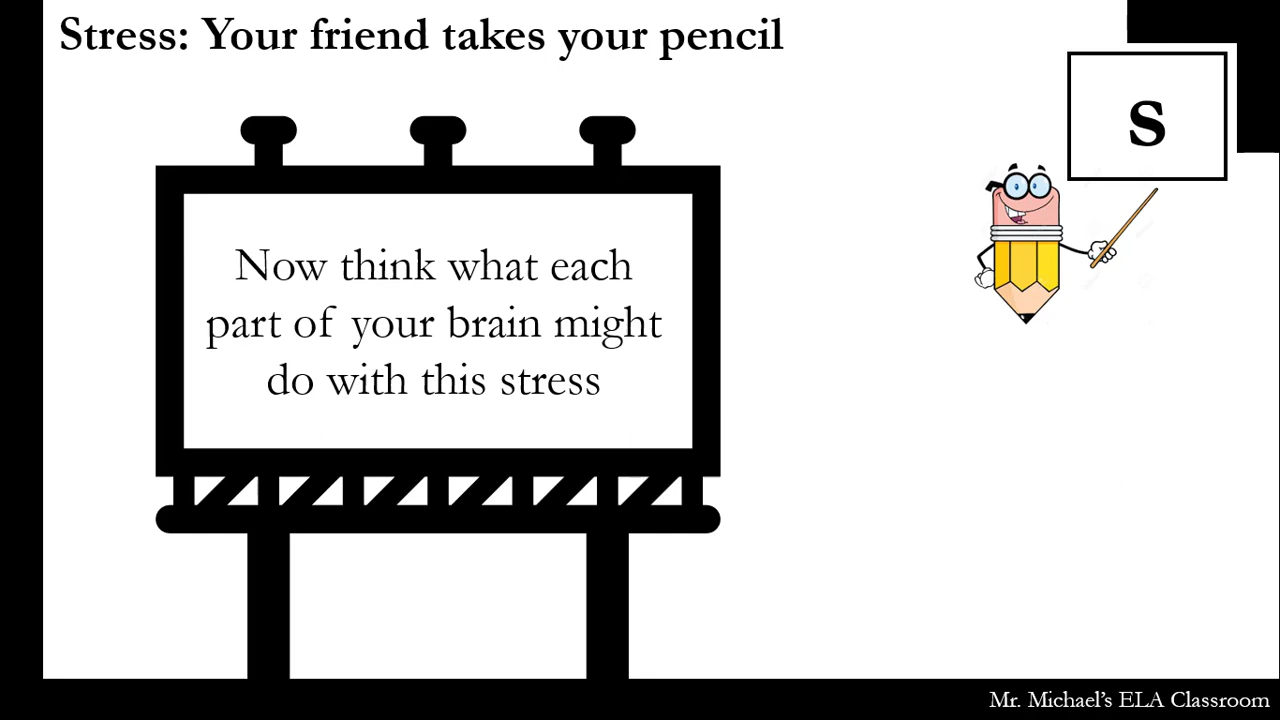 Stress: Your friend takes your pencil
S
Now think what each
part of your brain might
do with this stress
Mr. Michael's ELA Classroom